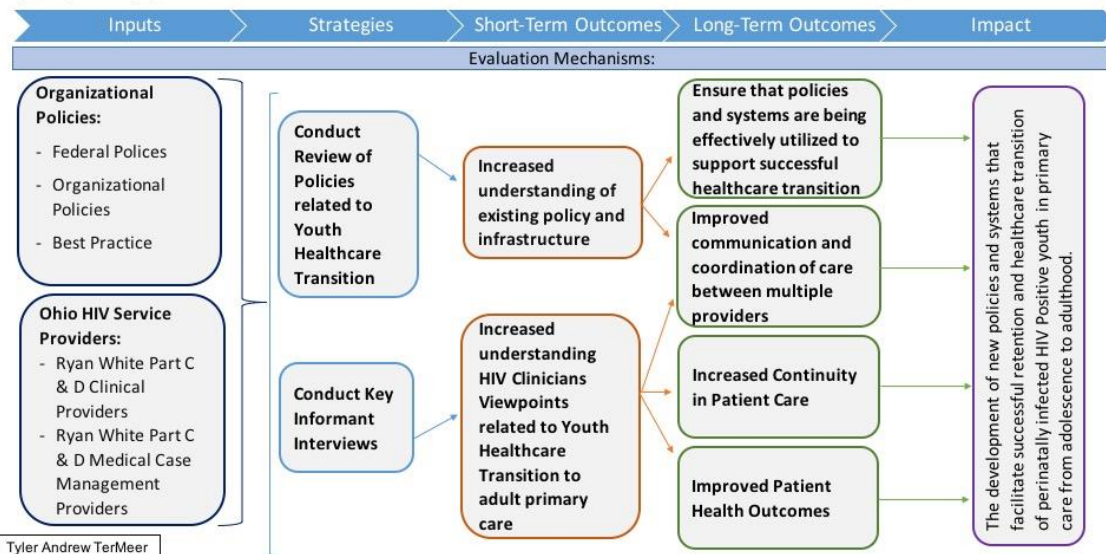 Inputs
Strategies
Short-Term Outcomes
Long-Term Outcomes
Impact
Evaluation Mechanisms:
Organizational
Policies:
- Federal Polices
- Organizational
Policies
- Best Practice
Ohio HIV Service
Providers:
- Ryan White Part C
& D Clinical
Providers
- Ryan White Part C
& D Medical Case
Management
Providers
Conduct
Review of
Policies
related to
Youth
Healthcare
Transition
Conduct Key
Informant
Interviews
Increased
understanding of
existing policy and
infrastructure
Increased
understanding
HIV Clinicians
Viewpoints
related to Youth
Healthcare
Transition to
adult primary
care
Ensure that policies
and systems are being
effectively utilized to
support successful
healthcare transition
Improved
communication and
coordination of care
between multiple
providers
Increased Continuity
in Patient Care
Improved Patient
Health Outcomes
The development of new policies and systems that
facilitate successful retention and healthcare transition
of perinatally infected HIV Positive youth in primary
care from adolescence to adulthood.
Tyler Andrew TerMeer